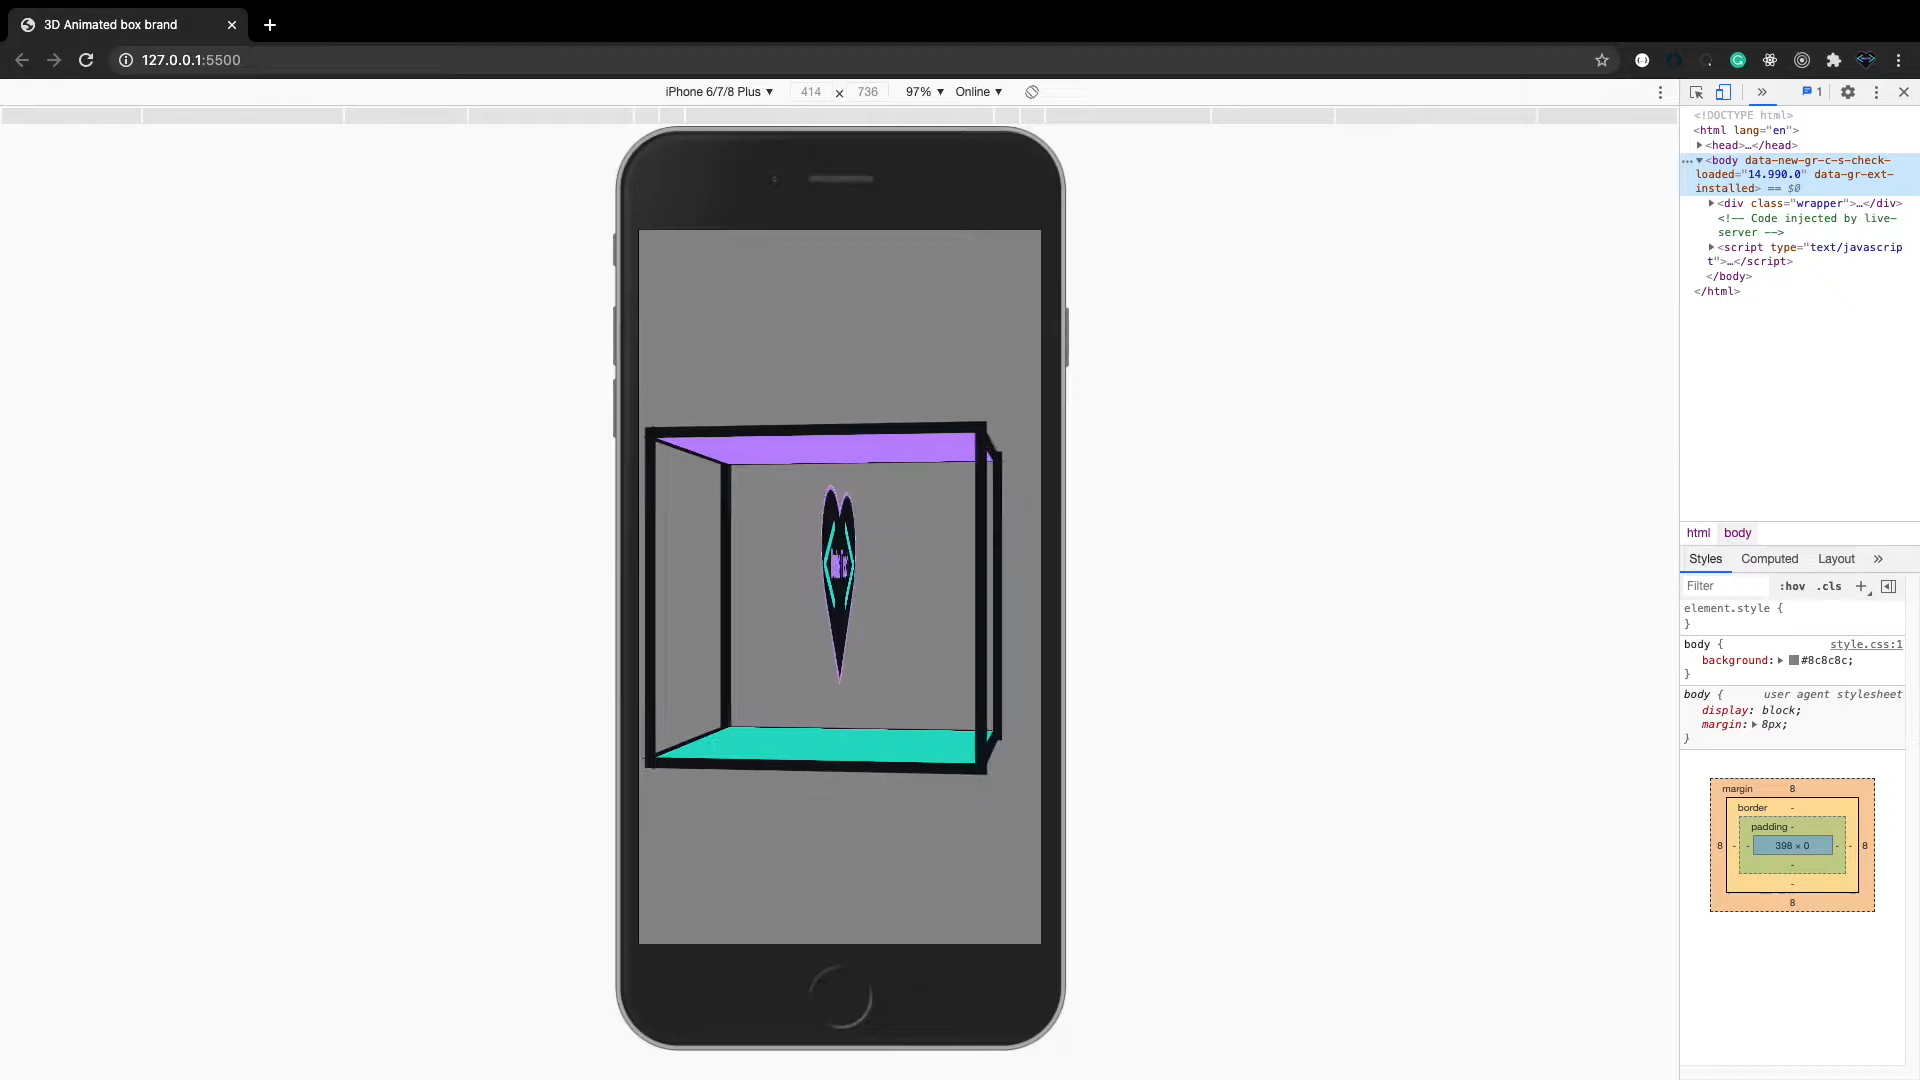 3D Animated box brand
127.0.0.1:5500
iPhone 6/7/8 Plus 414 × 736 97% Online
1
<!DOCTYPE html>
<html lang="en">
<head>…</head>
<body data-new-gr-c-s-check-
loaded="14.990.0" data-gr-ext-
installed> == $0
<div class="wrapper">…</div>
<!-- Code injected by live-
server -->
<script type="text/javascrip
t">…</script>
</body>
</html>
html body
Styles Computed Layout
Filter :hov .cls
element.style {
}
body { style.css:1
background: #8c8c8c;
}
body { user agent stylesheet
display: block;
margin: 8px;
}
margin 8
border -
padding -
8 - - 398 × 0 - - 8
-
-
8